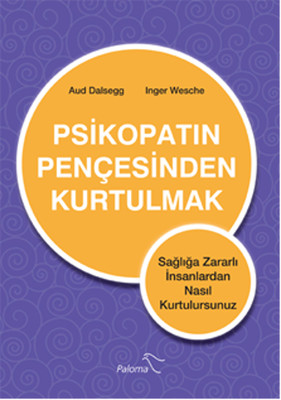 Aud Dalsegg Inger Wesche
PSİKOPATIN
PENÇESİNDEN
KURTULMAK
Sağlığa Zararlı
İnsanlardan
Nasıl
Kurtulursunuz
Paloma